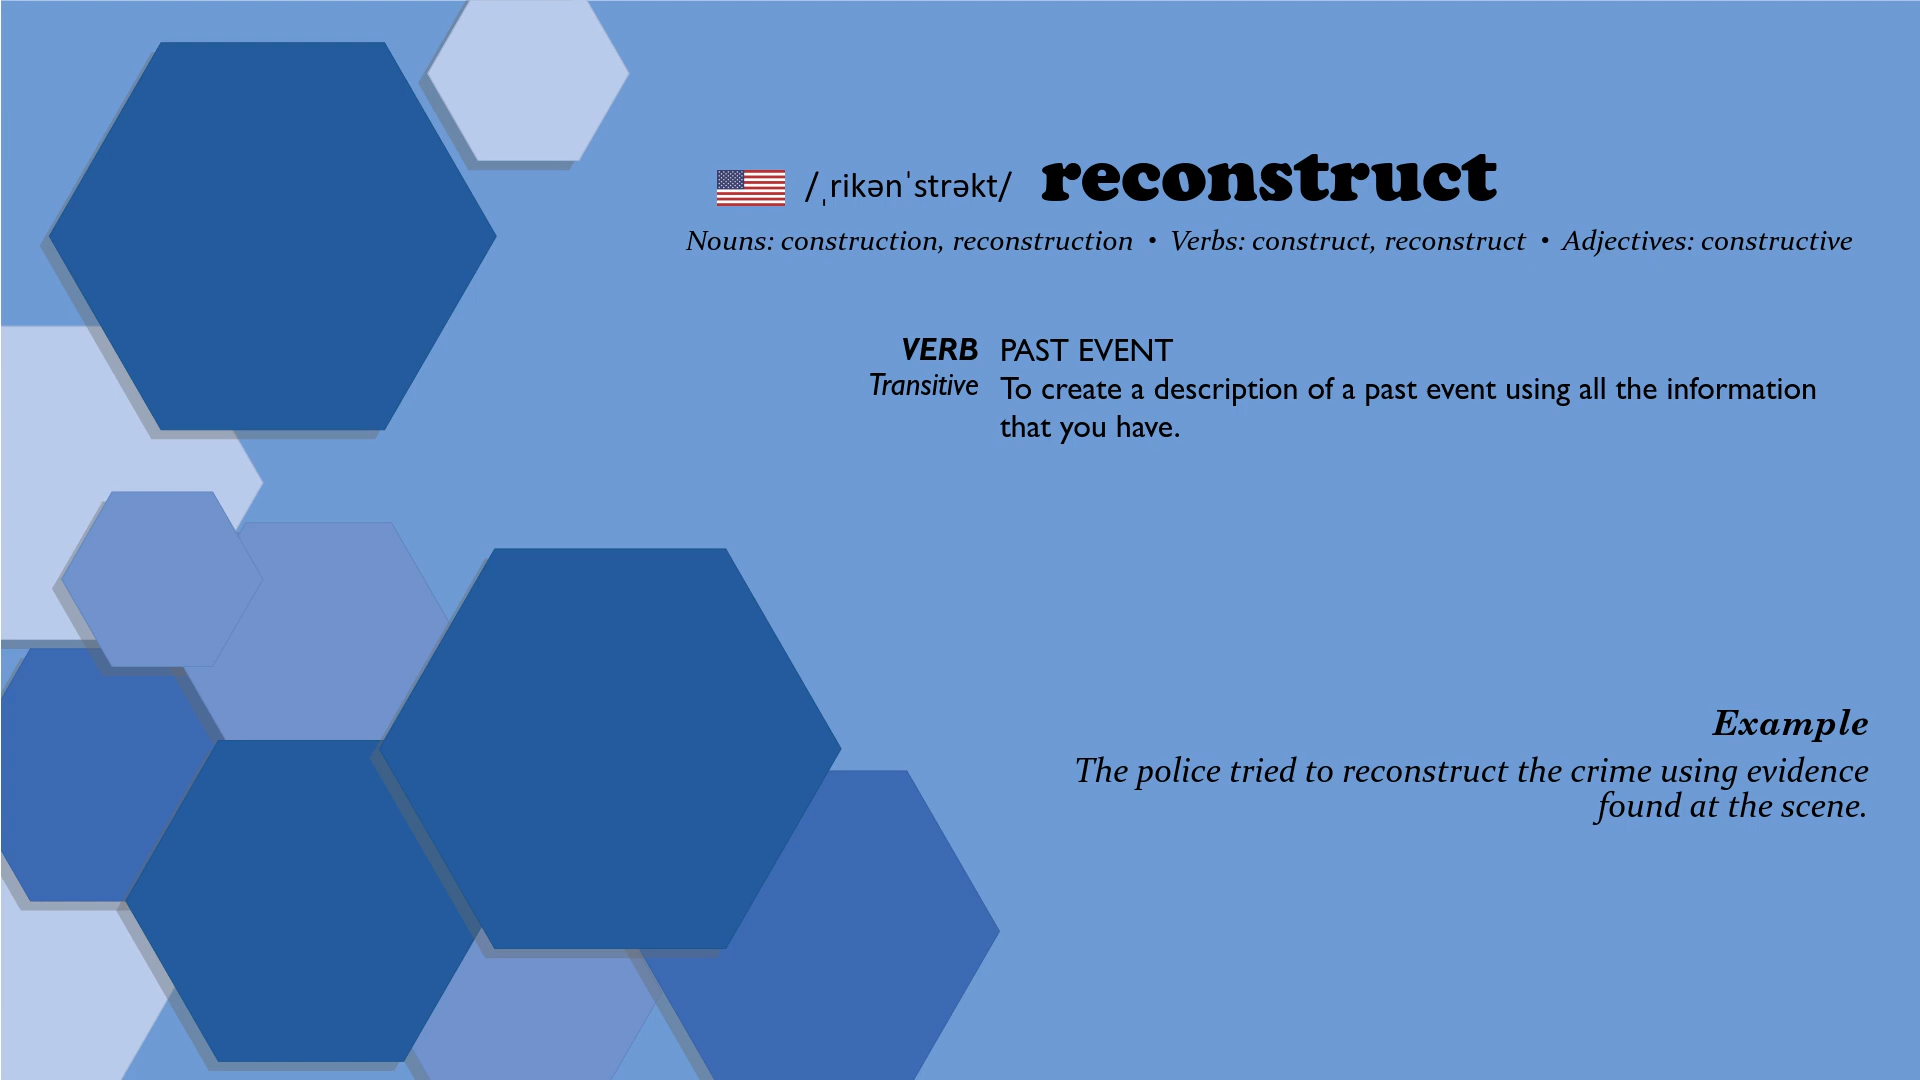 /ˌrikənˈstrəkt/ reconstruct
Nouns: construction, reconstruction • Verbs: construct, reconstruct • Adjectives: constructive
VERB PAST EVENT
Transitive To create a description of a past event using all the information
that you have.
Example
The police tried to reconstruct the crime using evidence
found at the scene.